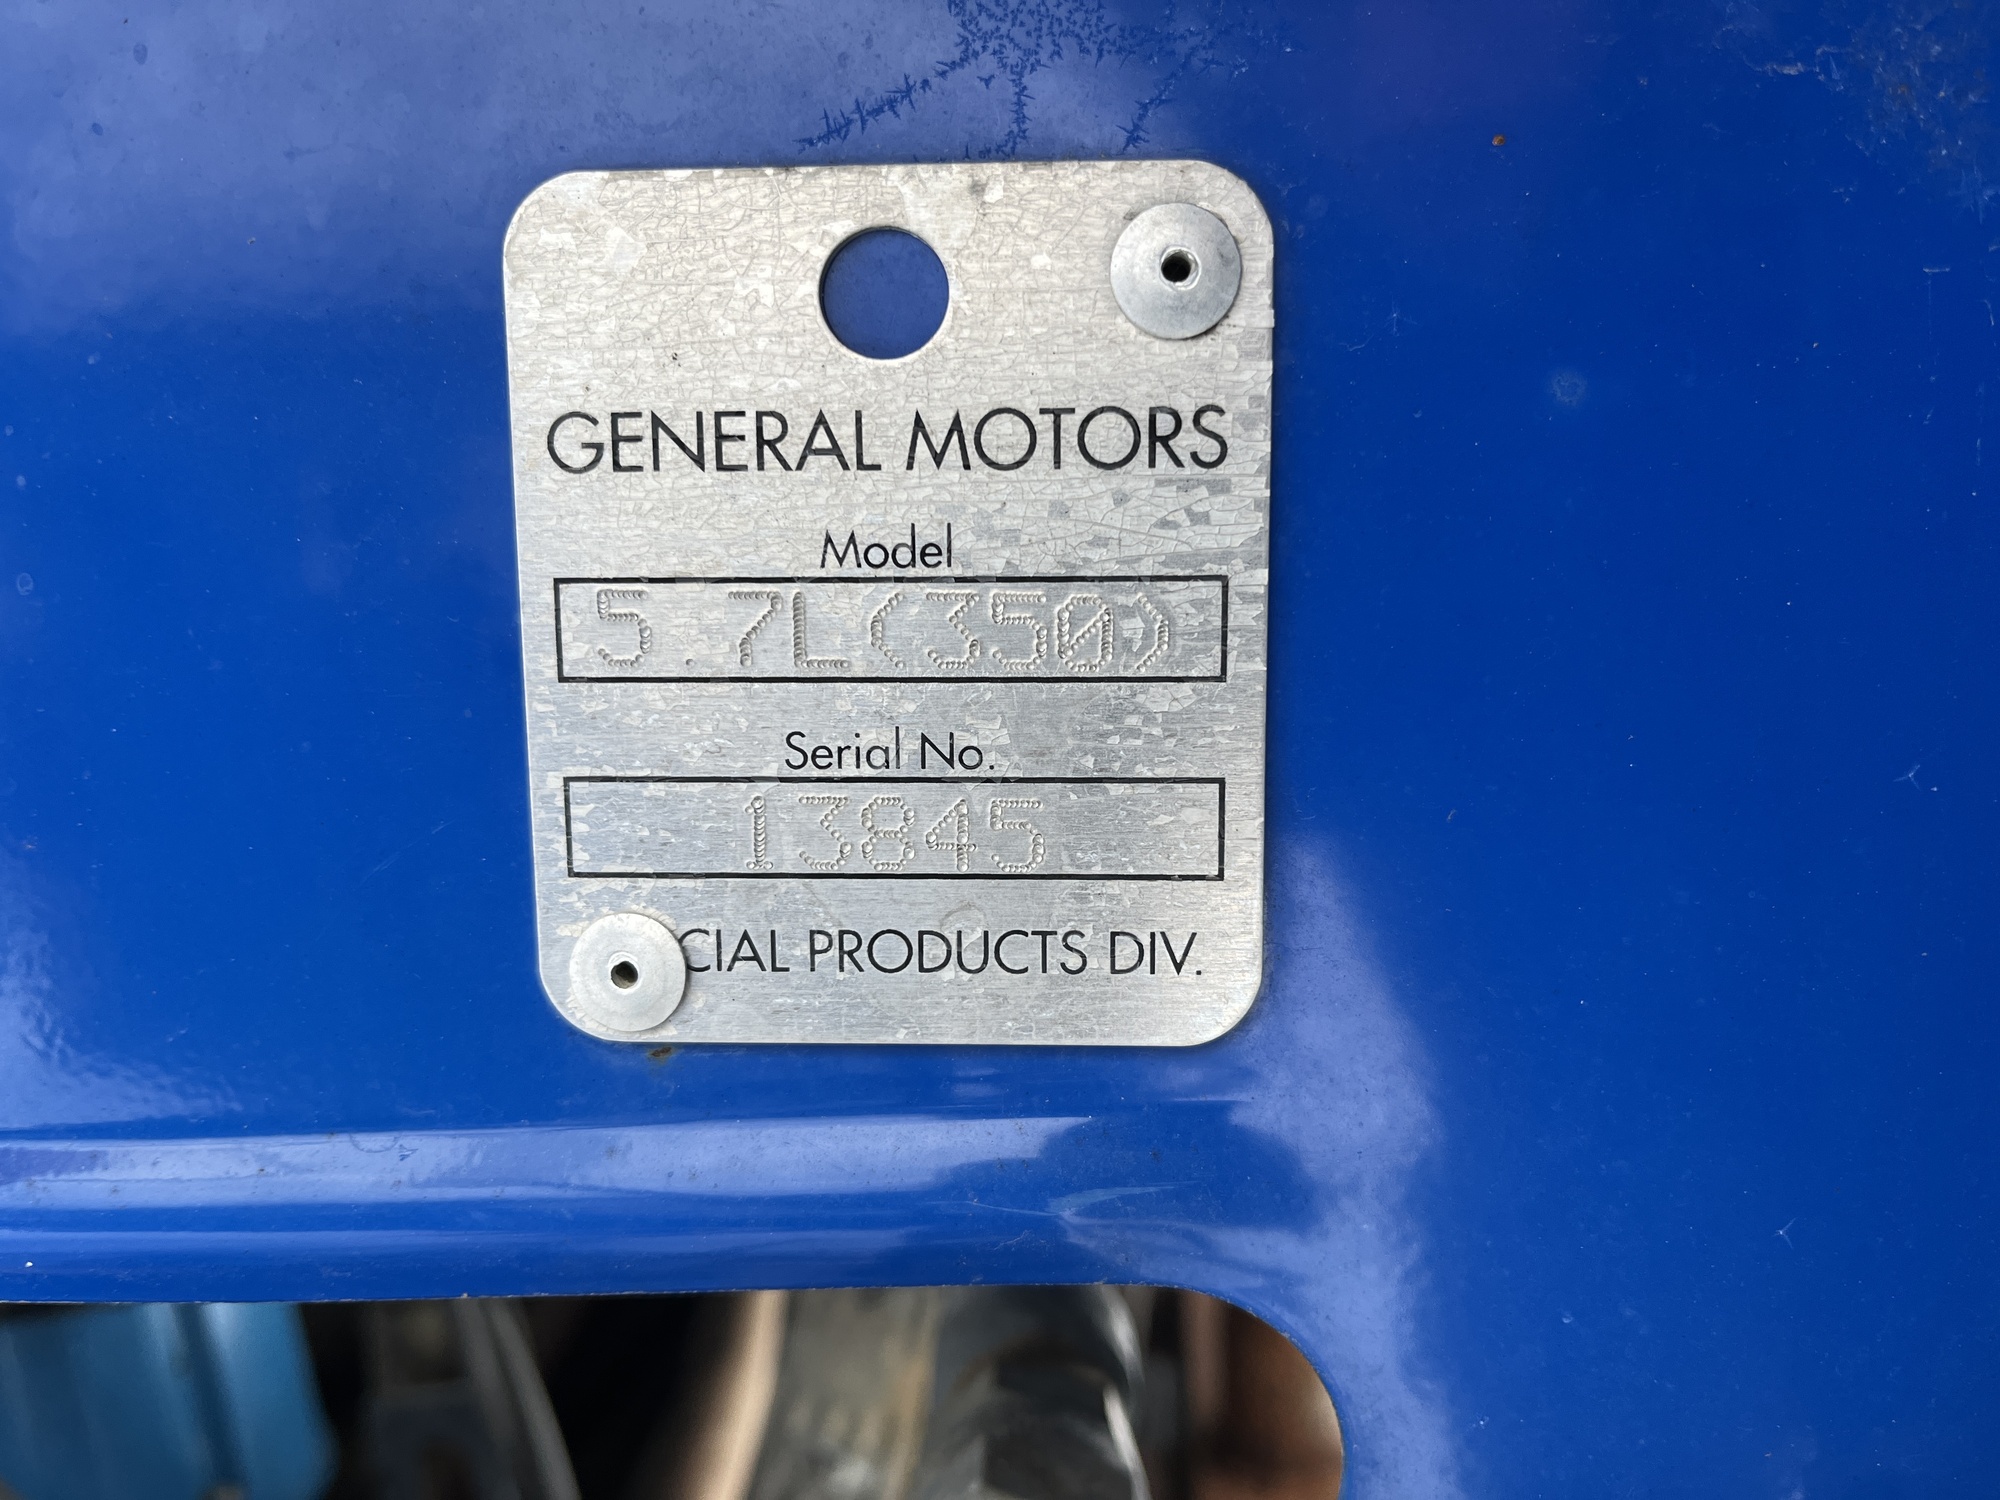 GENERAL MOTORS
Model
5.7L(350)
Serial No.
13845
CIAL PRODUCTS DIV.